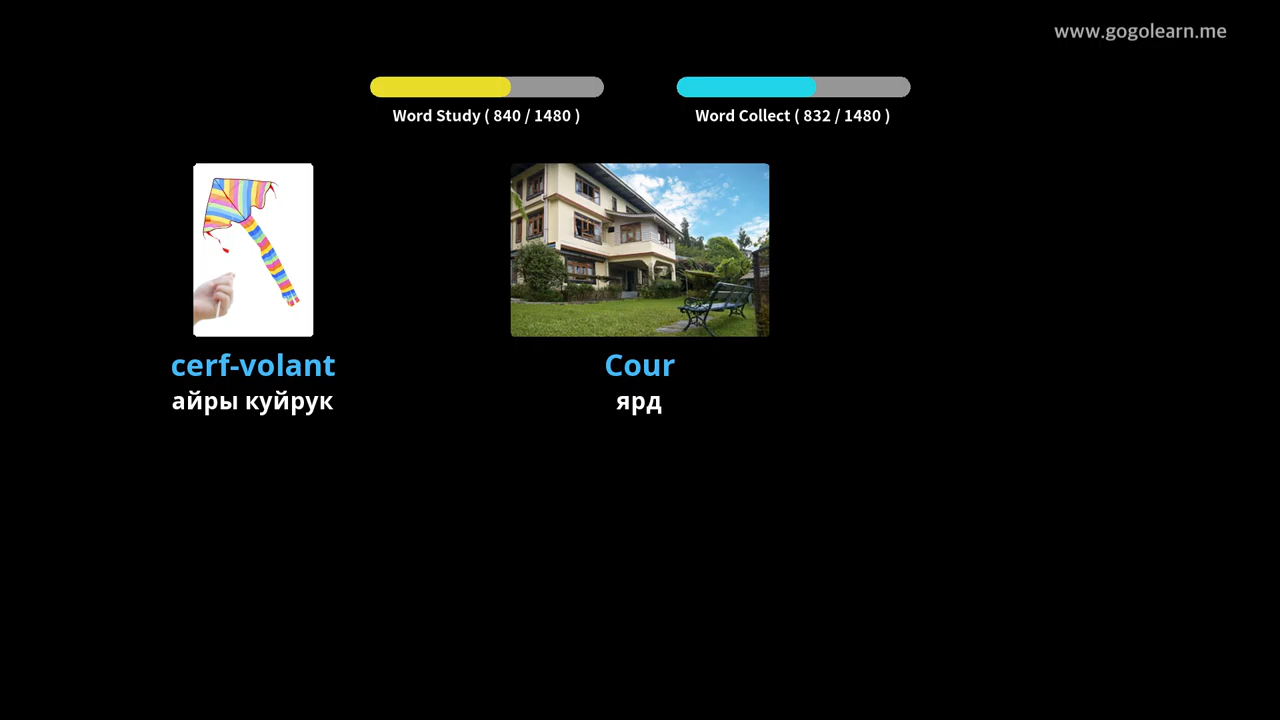 www.gogolearn.me
Word Study ( 840 / 1480 )
Word Collect ( 832 / 1480 )
cerf-volant
айры куйрук
Cour
ярд